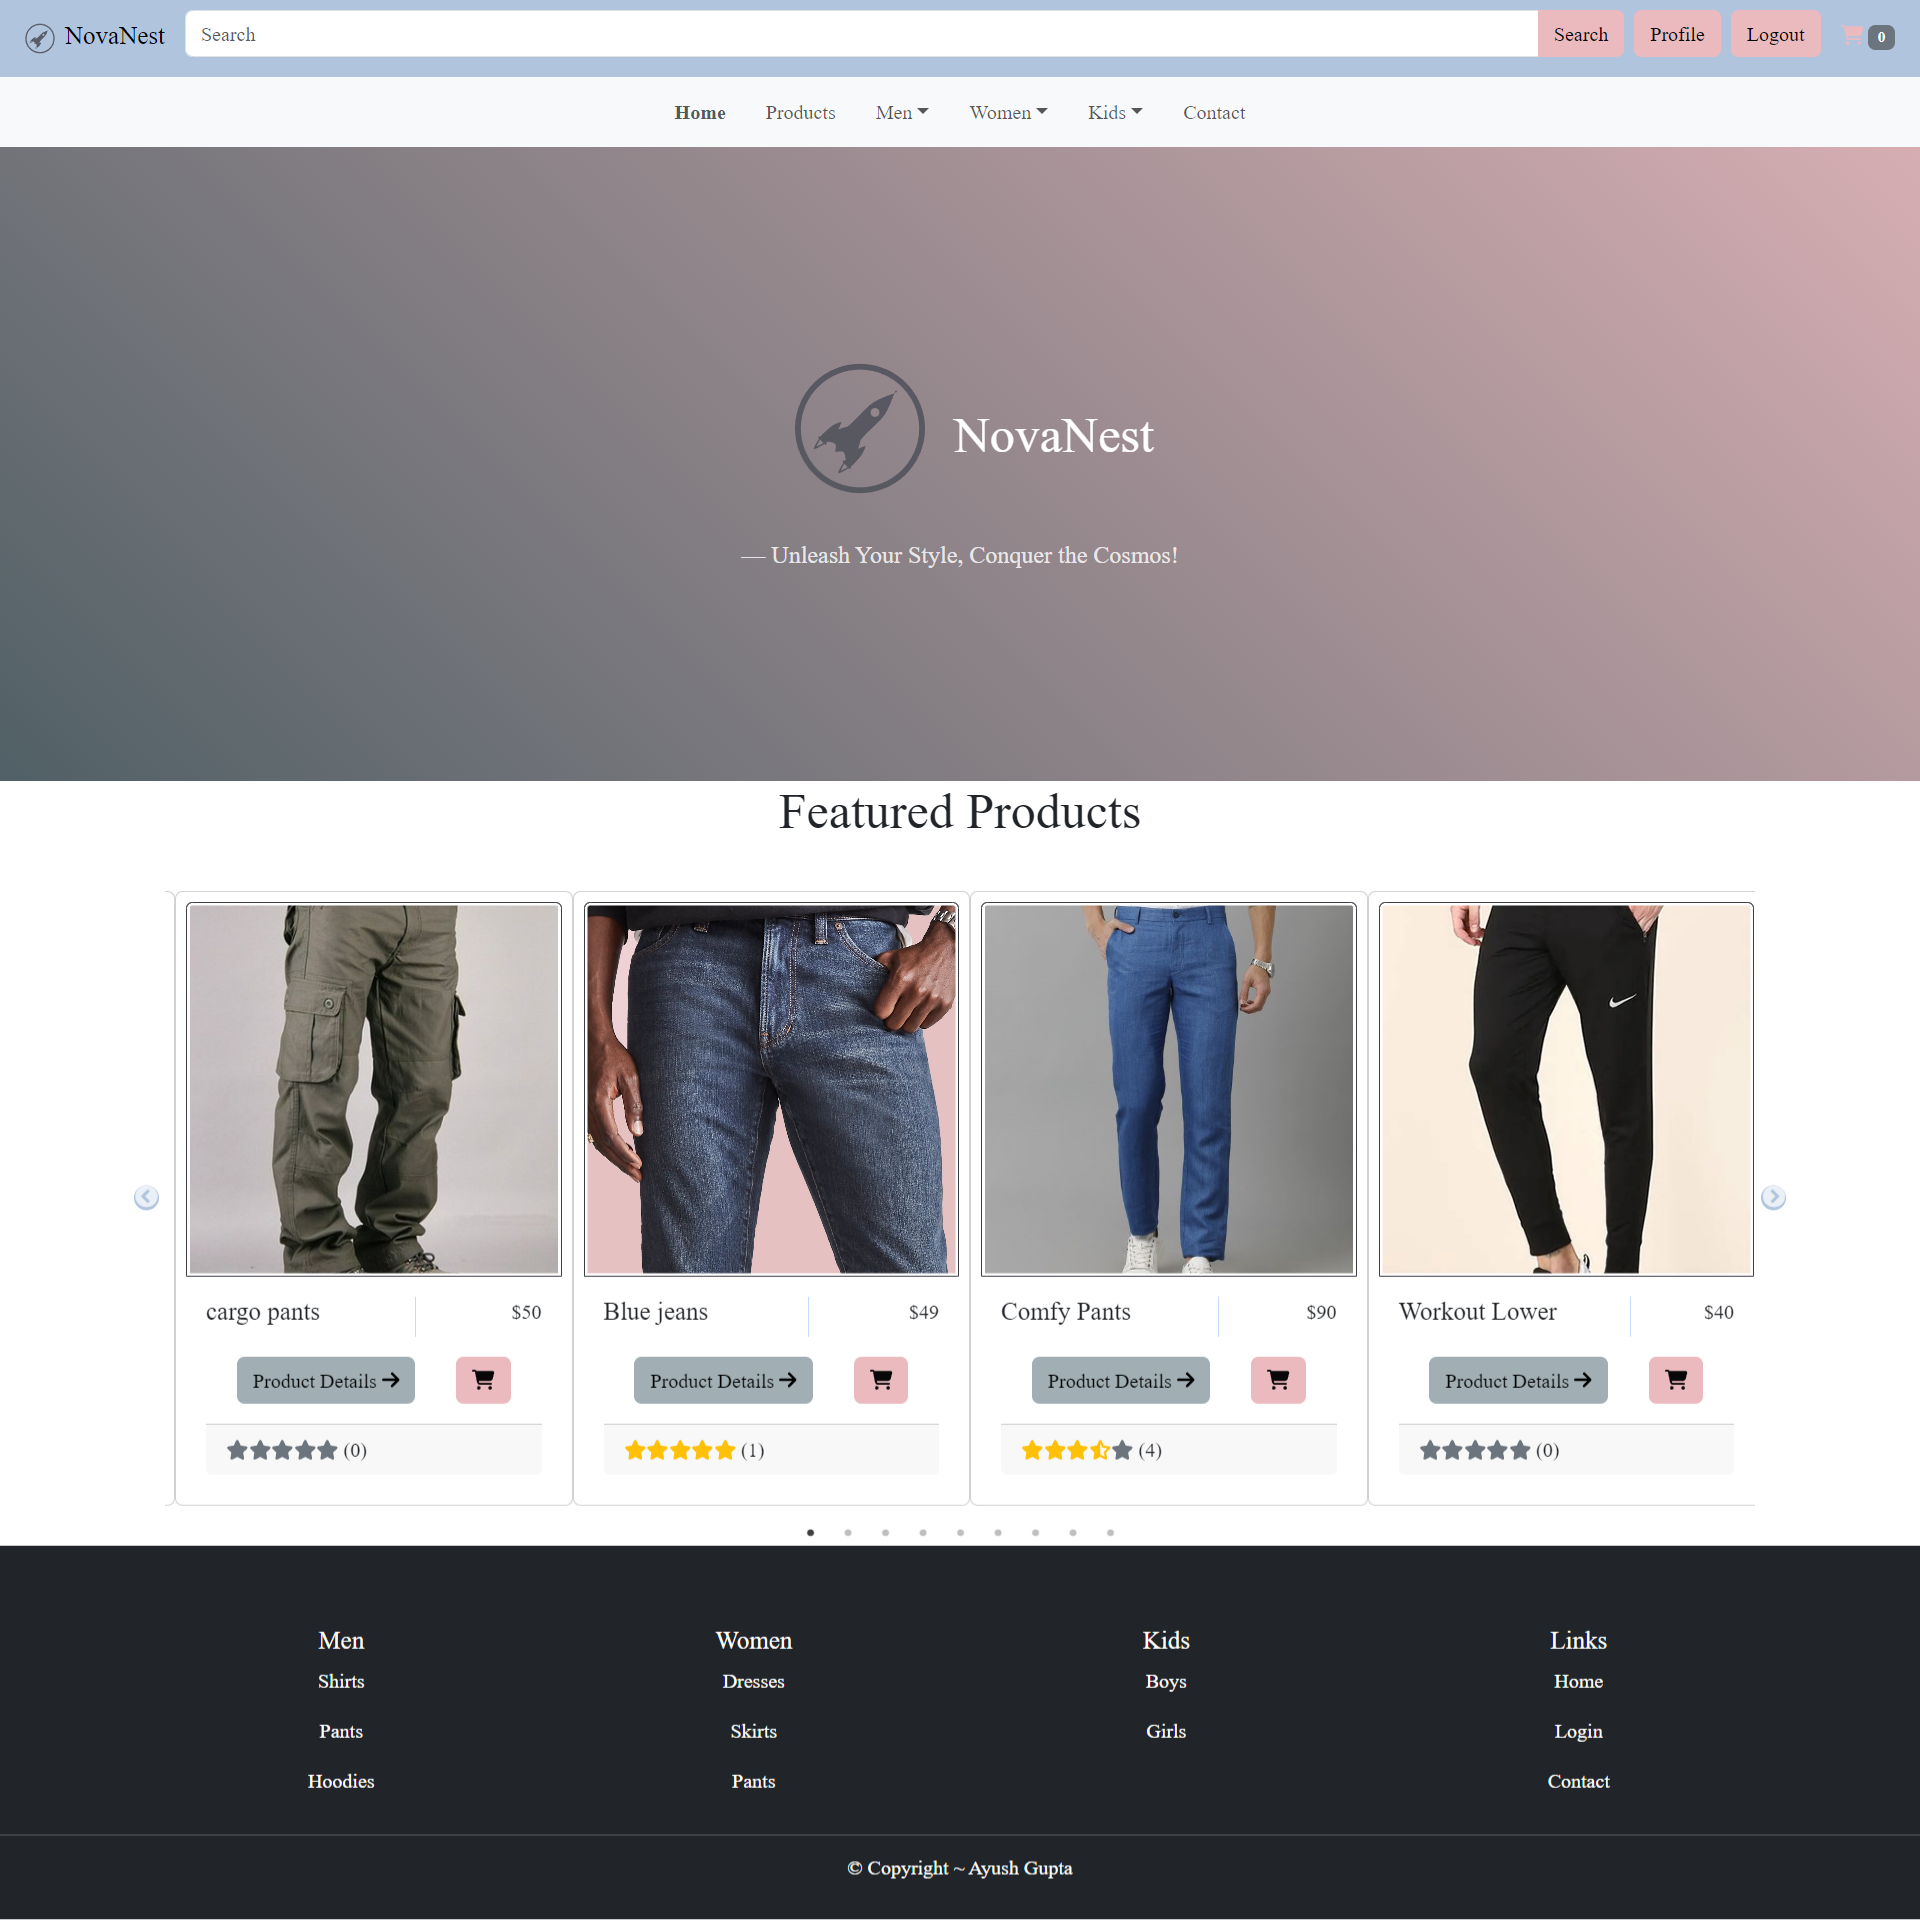 NovaNest Search Search Profile Logout 0
Home Products Men Women Kids Contact
NovaNest
— Unleash Your Style, Conquer the Cosmos!
Featured Products
cargo pants $50
Product Details
(0)
Blue jeans $49
Product Details
(1)
Comfy Pants $90
Product Details
(4)
Workout Lower $40
Product Details
(0)
Men
Shirts
Pants
Hoodies
Women
Dresses
Skirts
Pants
Kids
Boys
Girls
Links
Home
Login
Contact
© Copyright ~ Ayush Gupta